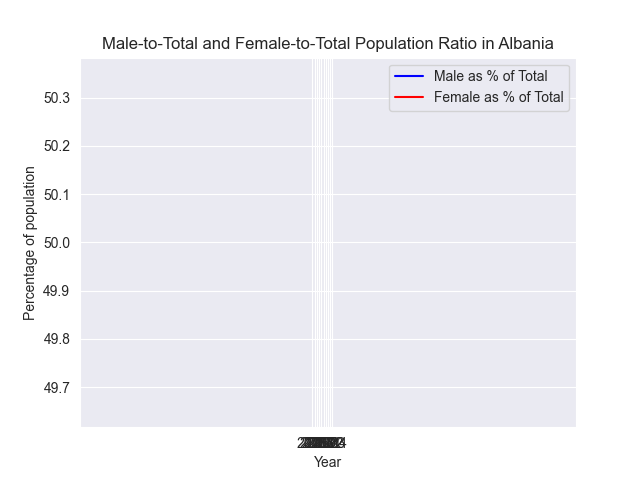 Male-to-Total and Female-to-Total Population Ratio in Albania
Male as % of Total
Female as % of Total
Percentage of population
50.3
50.2
50.1
50.0
49.9
49.8
49.7
Year